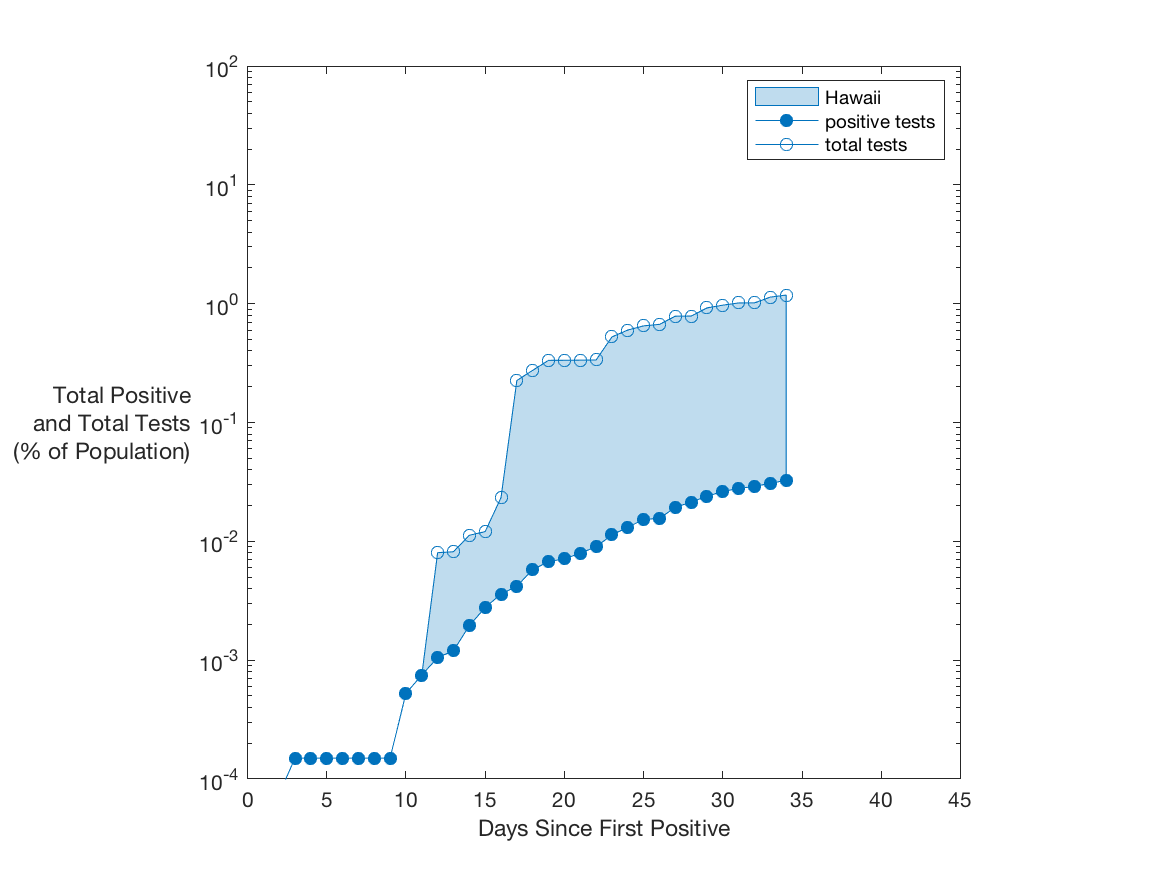 10^2
10^1
10^0
10^-1
10^-2
10^-3
10^-4
Total Positive
and Total Tests
(% of Population)
Hawaii
positive tests
total tests
0 5 10 15 20 25 30 35 40 45
Days Since First Positive